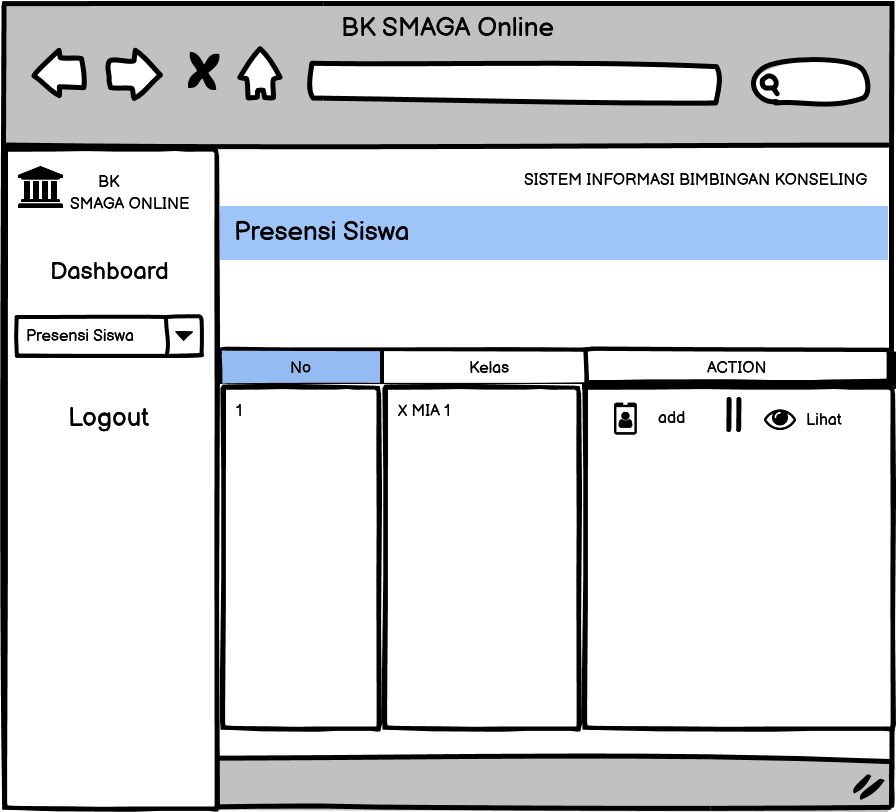 BK SMAGA Online
BK
SMAGA ONLINE
SISTEM INFORMASI BIMBINGAN KONSELING
Presensi Siswa
Dashboard
Presensi Siswa
Logout
No Kelas ACTION
1 X MIA 1 add Lihat